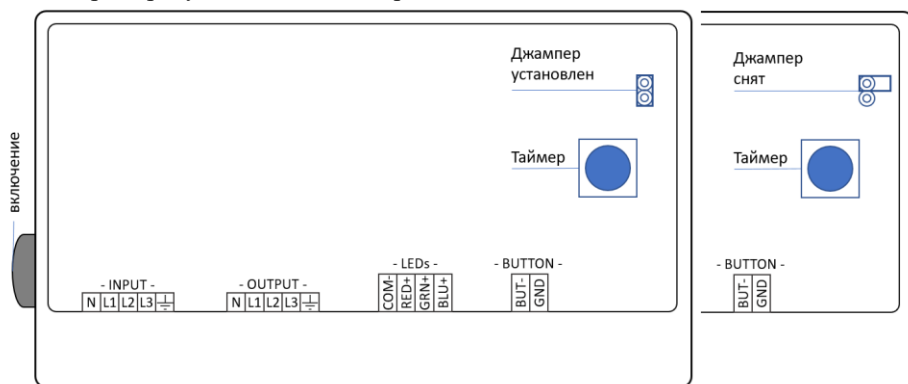 Джампер
установлен
Таймер
включение
- INPUT -
N L1 L2 L3
- OUTPUT -
N L1 L2 L3
- LEDs -
COM-
RED+
GRN+
BLU+
- BUTTON -
BUT-
GND
Джампер
снят
Таймер
- BUTTON -
BUT-
GND